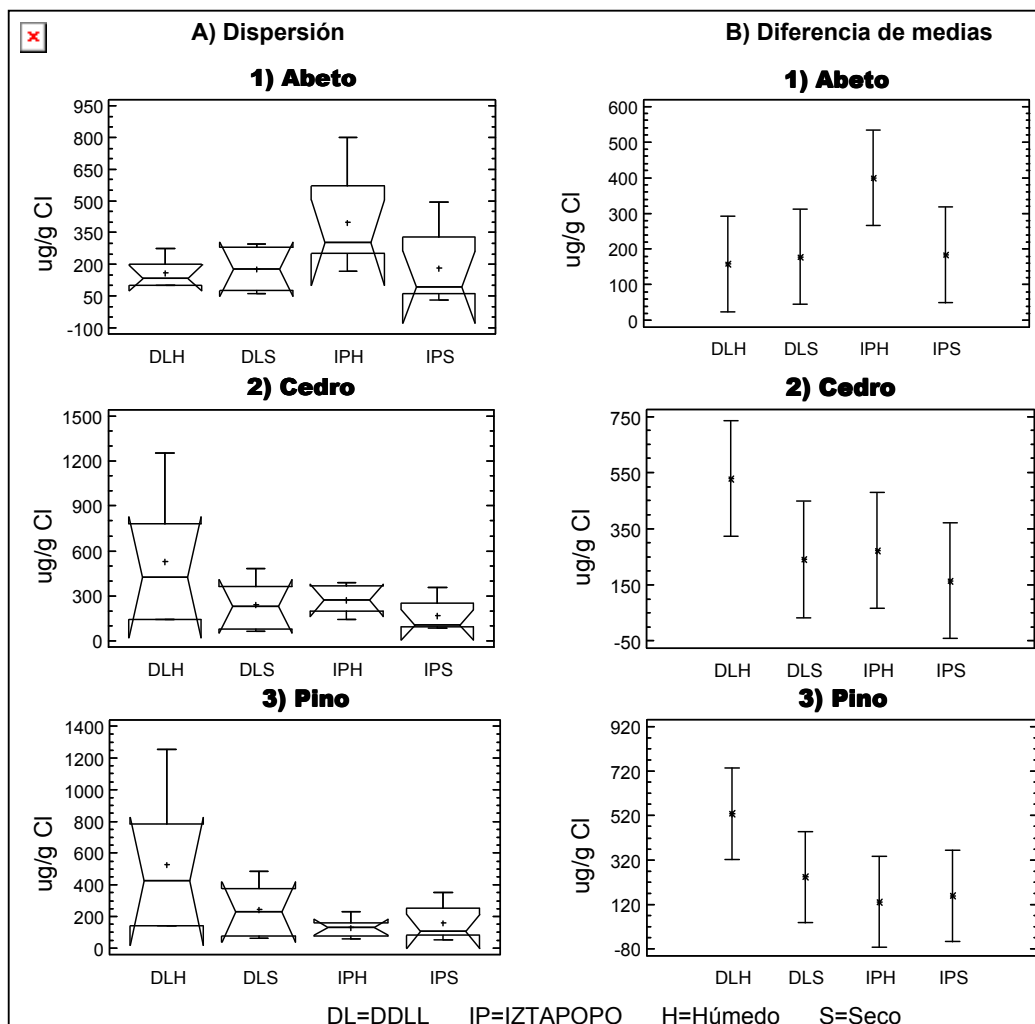 A) Dispersión
B) Diferencia de medias
1) Abeto
ug/g Cl
950
800
650
500
350
200
50
-100
DLH DLS IPH IPS
1) Abeto
ug/g Cl
600
500
400
300
200
100
0
DLH DLS IPH IPS
2) Cedro
ug/g Cl
1500
1200
900
600
300
0
DLH DLS IPH IPS
2) Cedro
ug/g Cl
750
550
350
150
-50
DLH DLS IPH IPS
3) Pino
ug/g Cl
1400
1200
1000
800
600
400
200
0
DLH DLS IPH IPS
3) Pino
ug/g Cl
920
720
520
320
120
-80
DLH DLS IPH IPS
DL=DDLL IP=IZTAPOPO H=Húmedo S=Seco